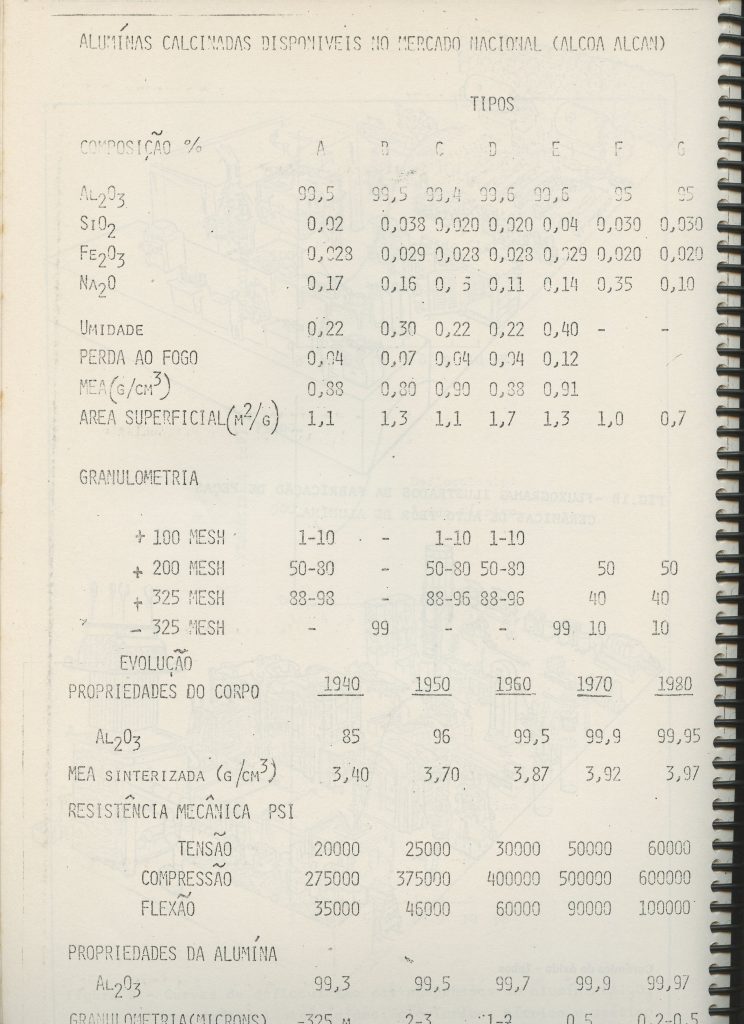 ALUMÍNAS CALCINADAS DISPONIVEIS NO MERCADO NACIONAL (ALCOA ALCAN)
TIPOS
COMPOSIÇÃO % A B C D E F G
AL2O3 99,5 99,5 99,4 99,6 99,6 95 95
SIO2 0,02 0,038 0,020 0,020 0,04 0,030 0,030
FE2O3 0,028 0,029 0,028 0,028 0,029 0,020 0,020
NA2O 0,17 0,16 0,11 0,14 0,35 0,10
UMIDADE 0,22 0,30 0,22 0,22 0,40 - -
PERDA AO FOGO 0,04 0,07 0,04 0,04 0,12
MEA(G/CM3) 0,88 0,80 0,90 0,88 0,91
AREA SUPERFICIAL(M2/G) 1,1 1,3 1,1 1,7 1,3 1,0 0,7
GRANULOMETRIA
+ 100 MESH 1-10 - 1-10 1-10
+ 200 MESH 50-80 - 50-80 50-80 50 50
+ 325 MESH 88-98 - 88-96 88-96 40 40
- 325 MESH - 99 - - 99 10 10
EVOLUÇÃO
PROPRIEDADES DO CORPO 1940 1950 1960 1970 1980
AL2O3 85 96 99,5 99,9 99,95
MEA SINTERIZADA (G/CM3) 3,40 3,70 3,87 3,92 3,97
RESISTÊNCIA MECÂNICA PSI
TENSÃO 20000 25000 30000 50000 60000
COMPRESSÃO 275000 375000 400000 500000 600000
FLEXÃO 35000 46000 60000 90000 100000
PROPRIEDADES DA ALUMÍNA
AL2O3 99,3 99,5 99,7 99,9 99,97
GRANULOMETRIA(MICRONS) -325 M 2-3 0,5 0,2-0,5